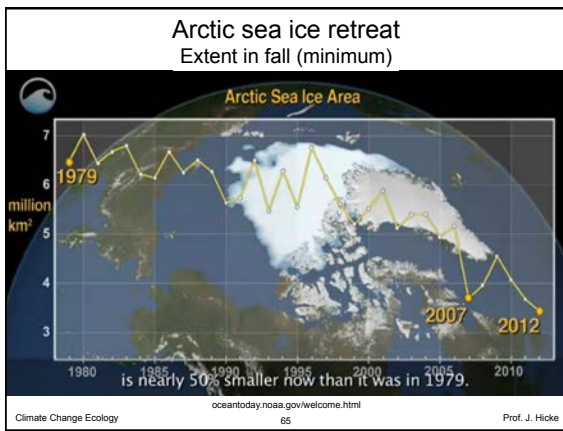 Arctic sea ice retreat
Extent in fall (minimum)
Arctic Sea Ice Area
7
1979
6
million
km²
5
4
2007
2012
3
1980 1985 1990 1995 2000 2005 2010
is nearly 50% smaller now than it was in 1979.
oceantoday.noaa.gov/welcome.html
Climate Change Ecology 65 Prof. J. Hicke